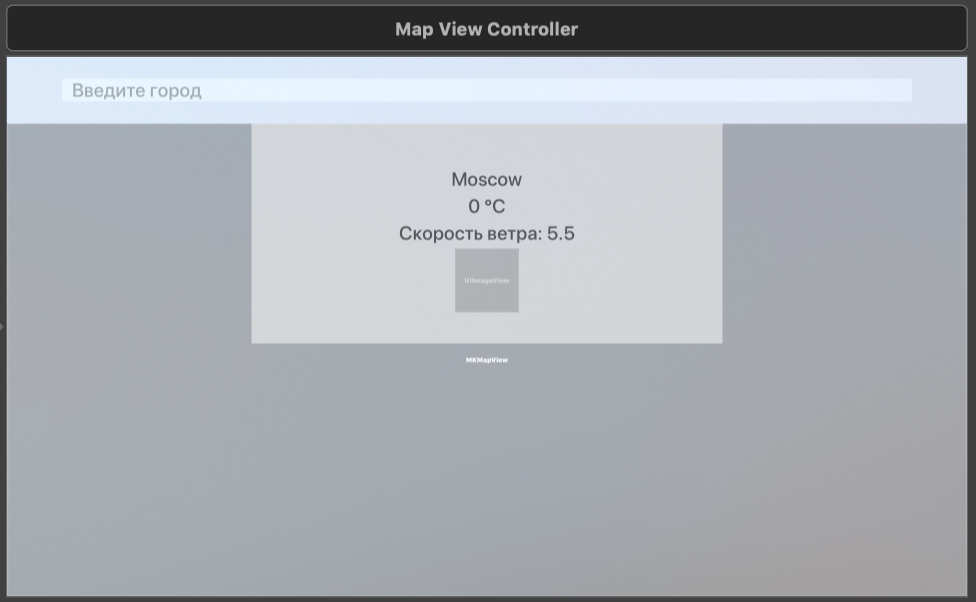 Map View Controller
Введите город
Moscow
0 °C
Скорость ветра: 5.5
UIImageView
MKMapView